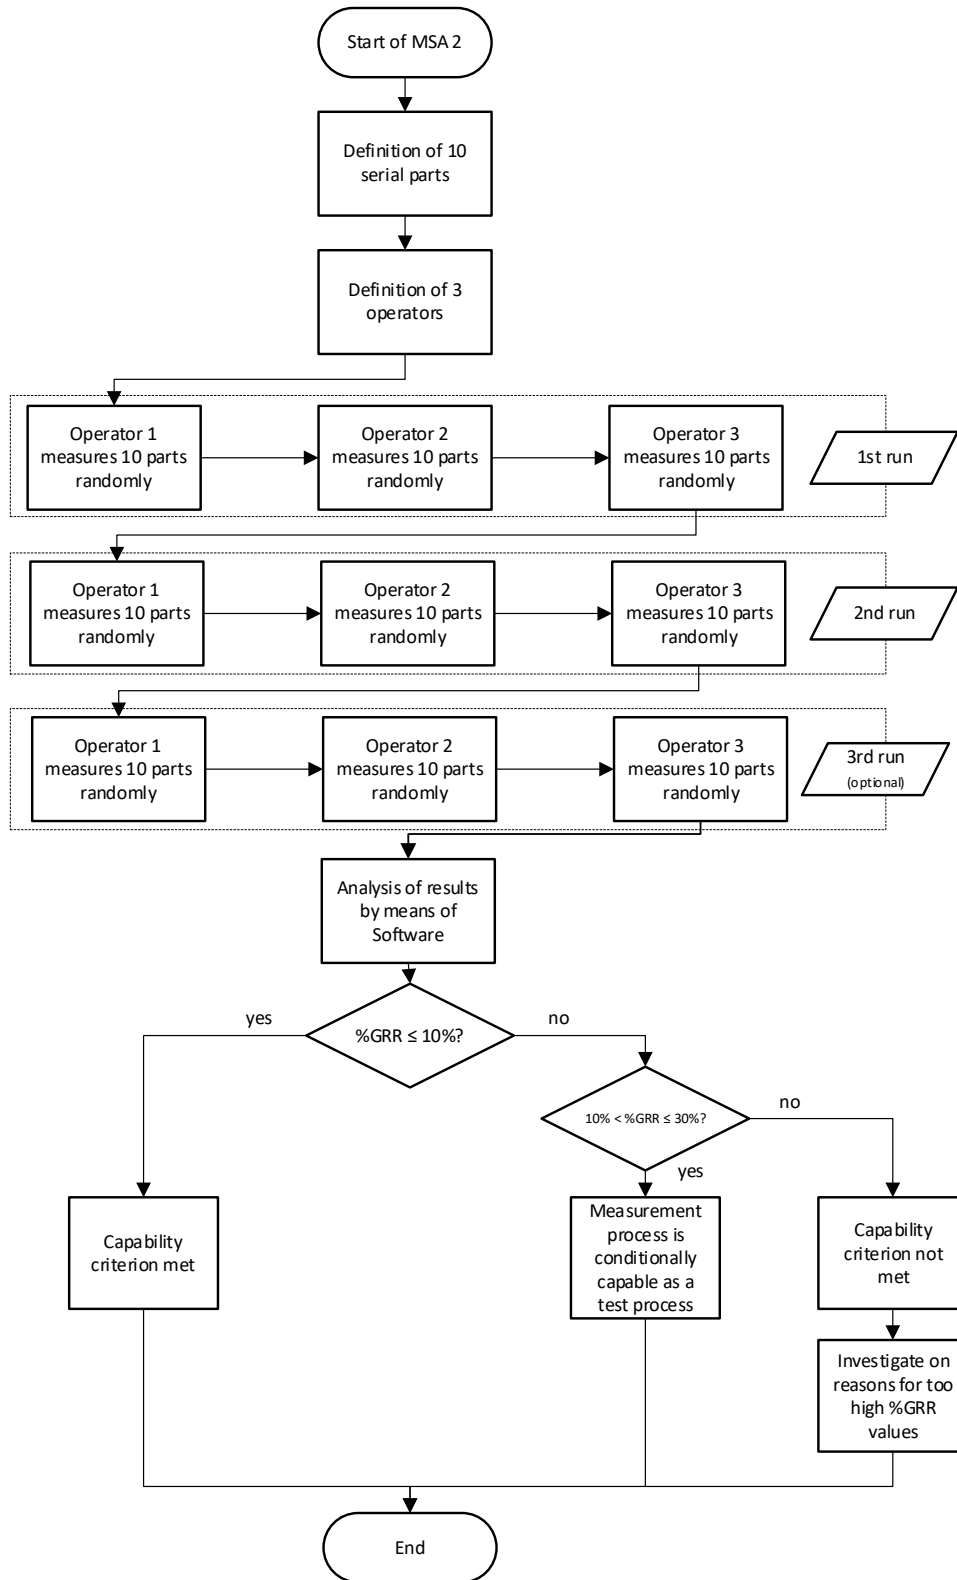 Start of MSA 2
Definition of 10
serial parts
Definition of 3
operators
Operator 1
measures 10 parts
randomly
Operator 2
measures 10 parts
randomly
Operator 3
measures 10 parts
randomly
1st run
Operator 1
measures 10 parts
randomly
Operator 2
measures 10 parts
randomly
Operator 3
measures 10 parts
randomly
2nd run
Operator 1
measures 10 parts
randomly
Operator 2
measures 10 parts
randomly
Operator 3
measures 10 parts
randomly
3rd run
(optional)
Analysis of results
by means of
Software
yes
%GRR ≤ 10%?
no
10% < %GRR ≤ 30%?
no
yes
Capability
criterion met
Measurement
process is
conditionally
capable as a
test process
Capability
criterion not
met
Investigate on
reasons for too
high %GRR
values
End